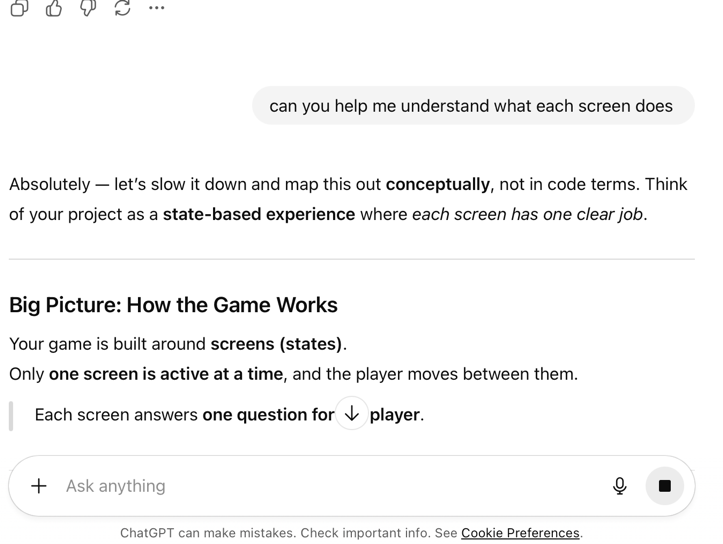 can you help me understand what each screen does
Absolutely — let’s slow it down and map this out conceptually, not in code terms. Think
of your project as a state-based experience where each screen has one clear job.
Big Picture: How the Game Works
Your game is built around screens (states).
Only one screen is active at a time, and the player moves between them.
Each screen answers one question for player.
Ask anything
ChatGPT can make mistakes. Check important info. See Cookie Preferences.